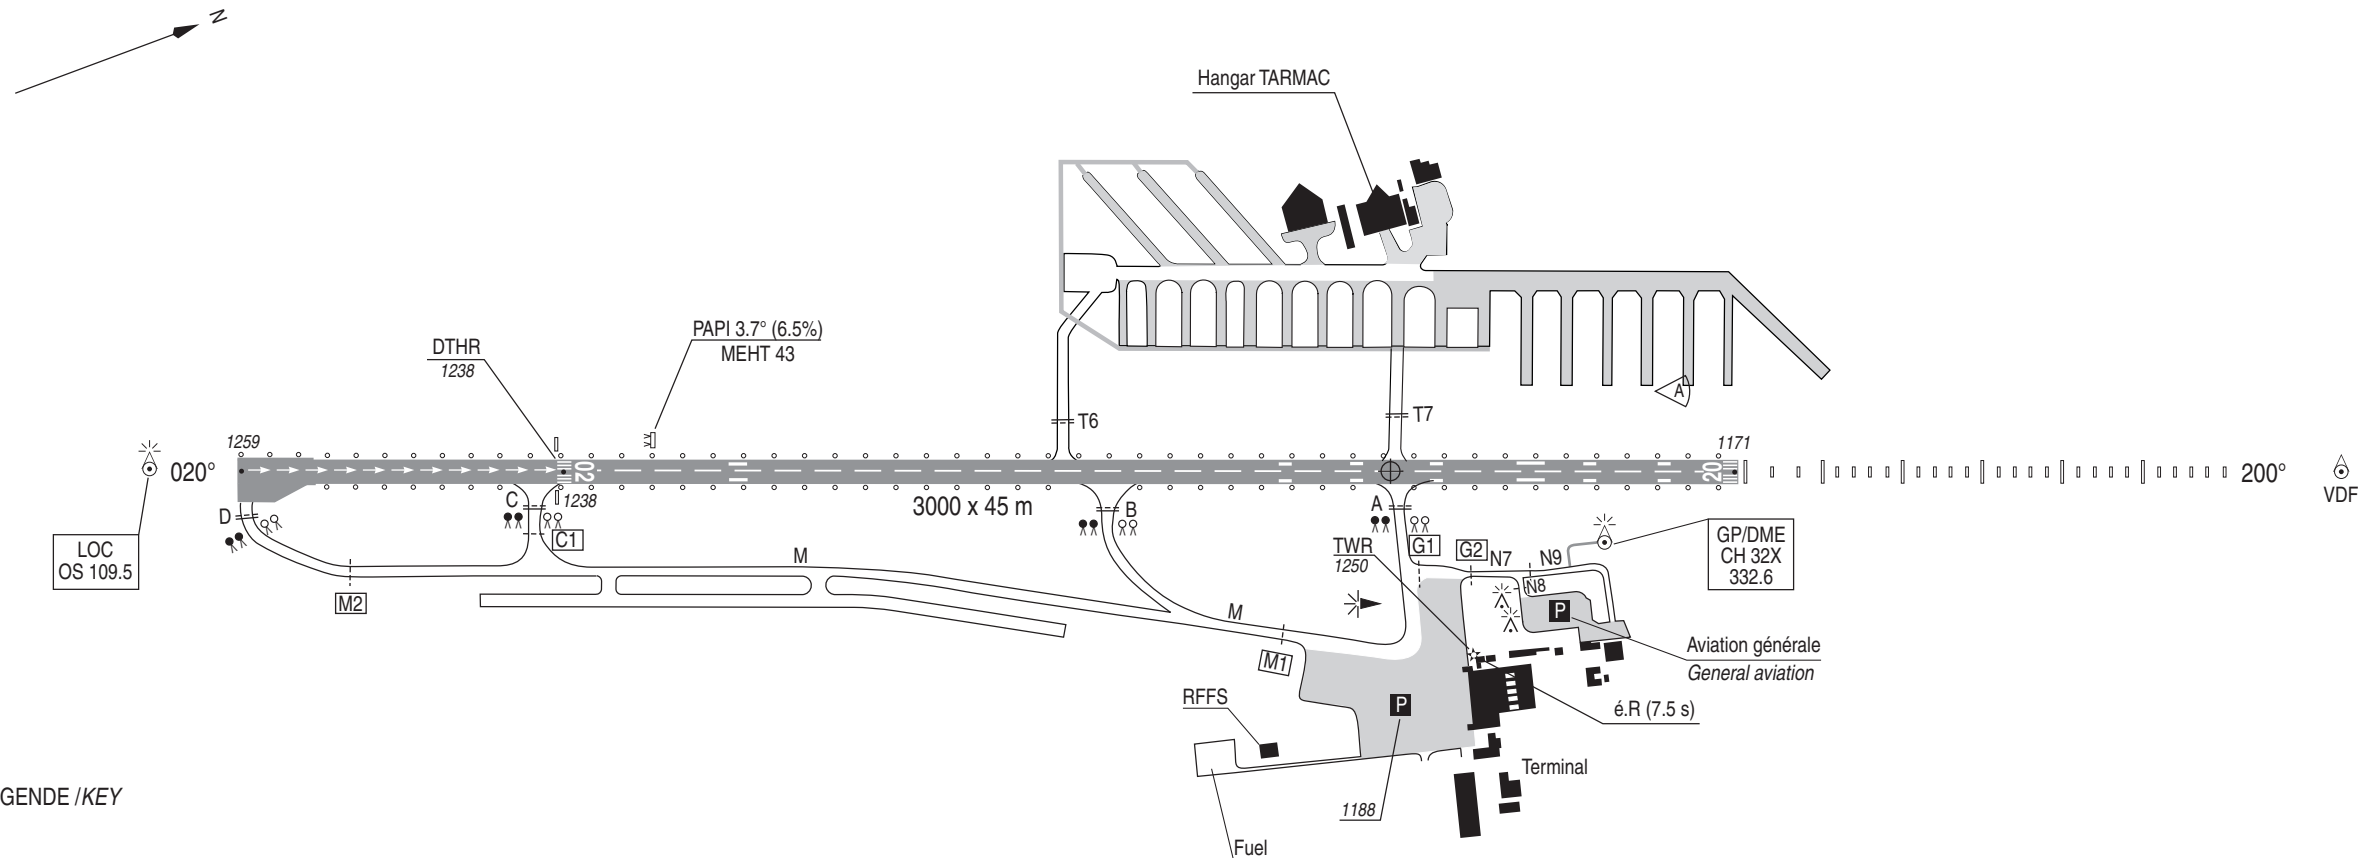 N
Hangar TARMAC
PAPI 3.7° (6.5%)
MEHT 43
DTHR
1238
A
T6
T7
1259
1171
020°
02
20
200°
VDF
C
1238
3000 x 45 m
D
B
A
LOC
OS 109.5
C1
M
TWR
1250
G1
G2
N7
N9
N8
GP/DME
CH 32X
332.6
M2
M
P
M1
Aviation générale
General aviation
RFFS
P
é.R (7.5 s)
Terminal
GENDE /KEY
1188
Fuel